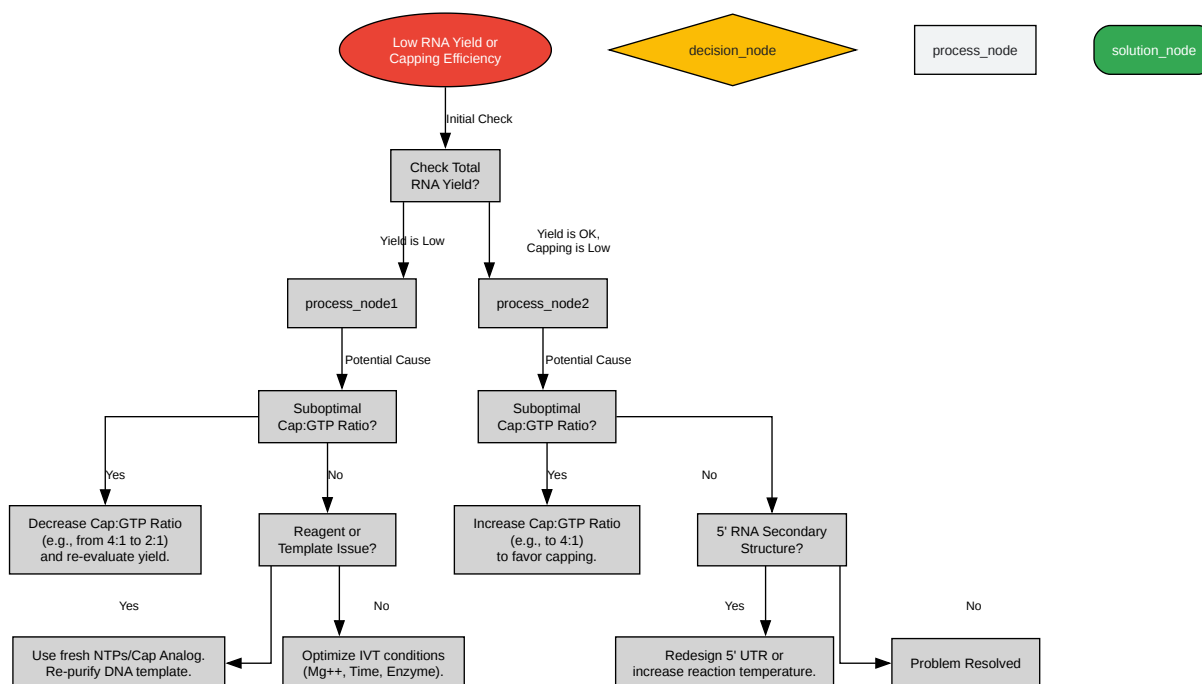 Low RNA Yield or
Capping Efficiency
decision_node
process_node
solution_node
Initial Check
Check Total
RNA Yield?
Yield is Low
Yield is OK,
Capping is Low
process_node1
process_node2
Potential Cause
Potential Cause
Suboptimal
Cap:GTP Ratio?
Suboptimal
Cap:GTP Ratio?
Yes
No
Yes
No
Decrease Cap:GTP Ratio
(e.g., from 4:1 to 2:1)
and re-evaluate yield.
Reagent or
Template Issue?
Increase Cap:GTP Ratio
(e.g., to 4:1)
to favor capping.
5' RNA Secondary
Structure?
Yes
No
Yes
No
Use fresh NTPs/Cap Analog.
Re-purify DNA template.
Optimize IVT conditions
(Mg++, Time, Enzyme).
Redesign 5' UTR or
increase reaction temperature.
Problem Resolved